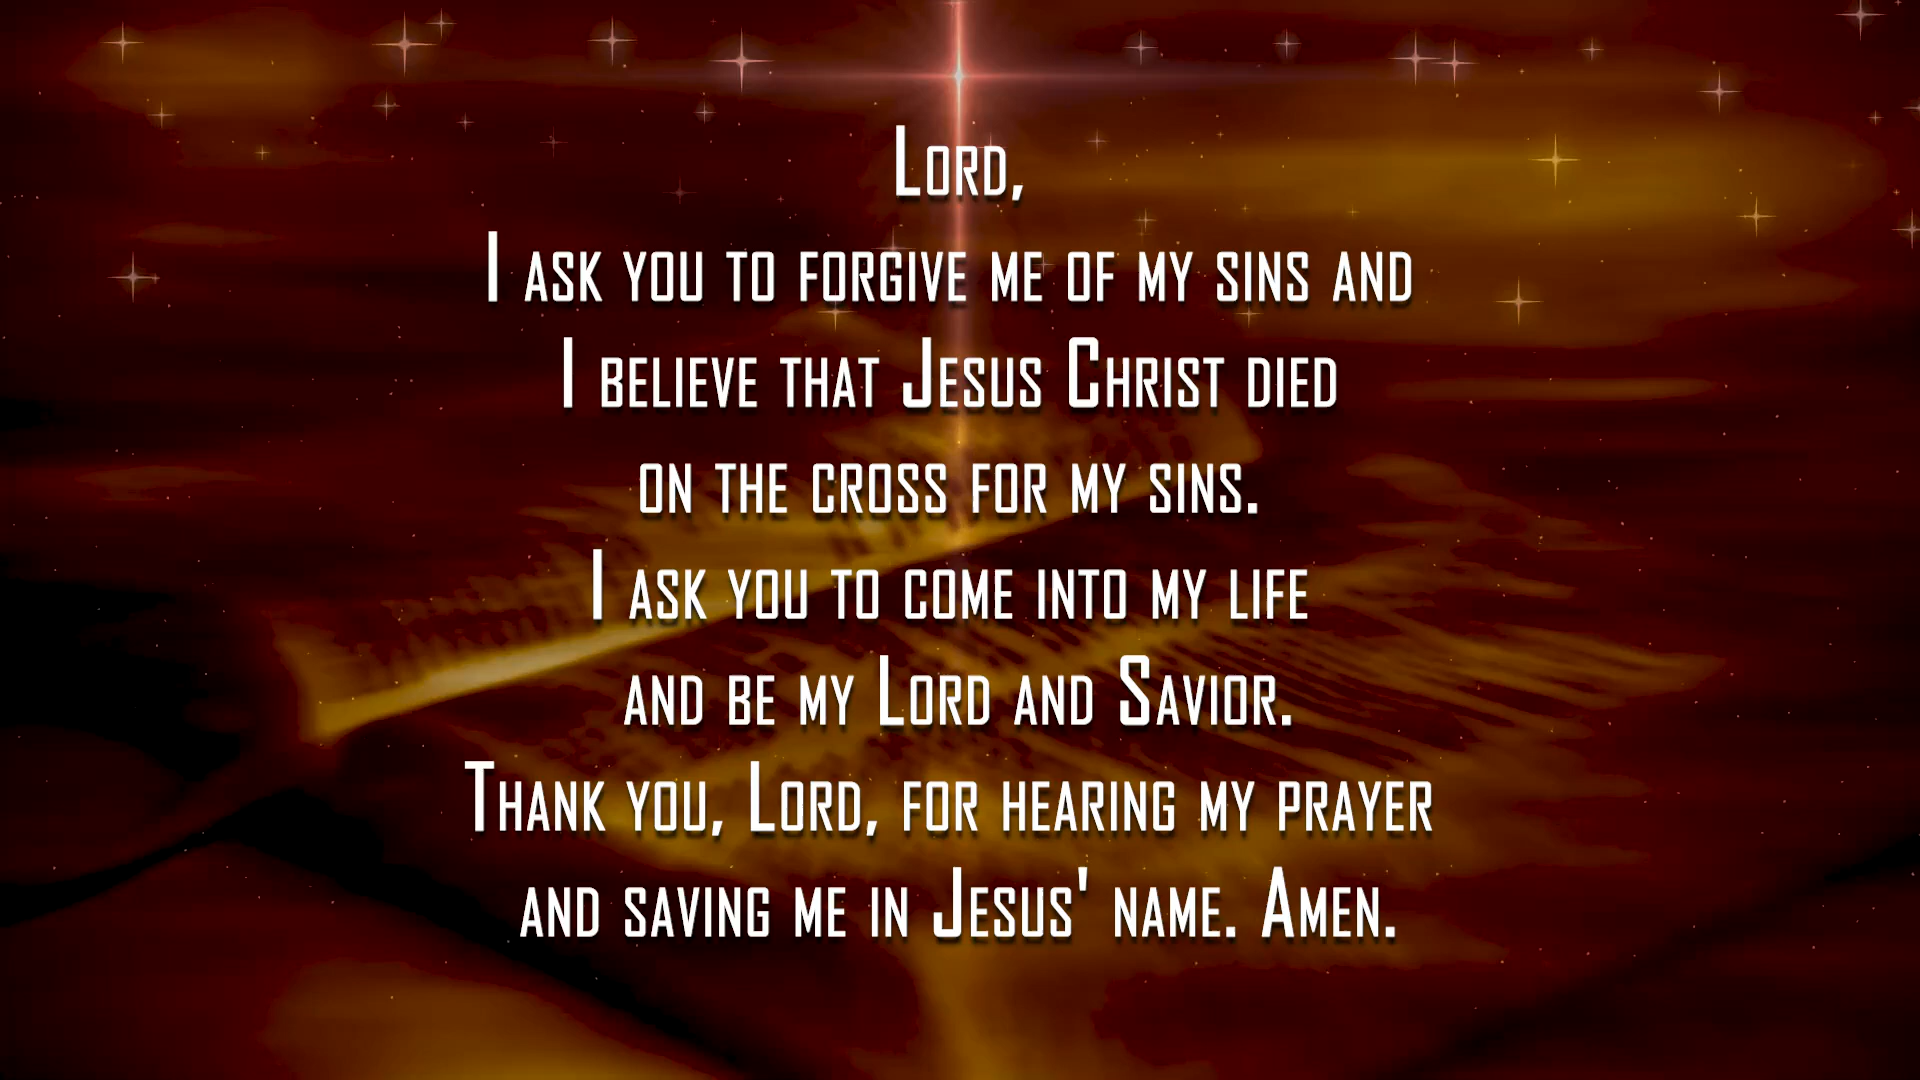 Lord,
I ask you to forgive me of my sins and
I believe that Jesus Christ died
on the cross for my sins.
I ask you to come into my life
and be my Lord and Savior.
Thank you, Lord, for hearing my prayer
and saving me in Jesus' name. Amen.